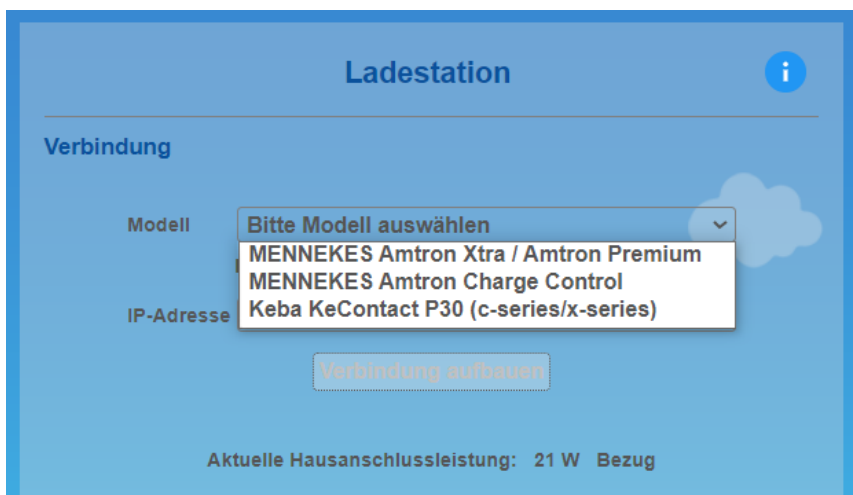 Ladestation
i
Verbindung
Modell Bitte Modell auswählen
MENNEKES Amtron Xtra / Amtron Premium
MENNEKES Amtron Charge Control
Keba KeContact P30 (c-series/x-series)
IP-Adresse
Verbindung aufbauen
Aktuelle Hausanschlussleistung: 21 W Bezug